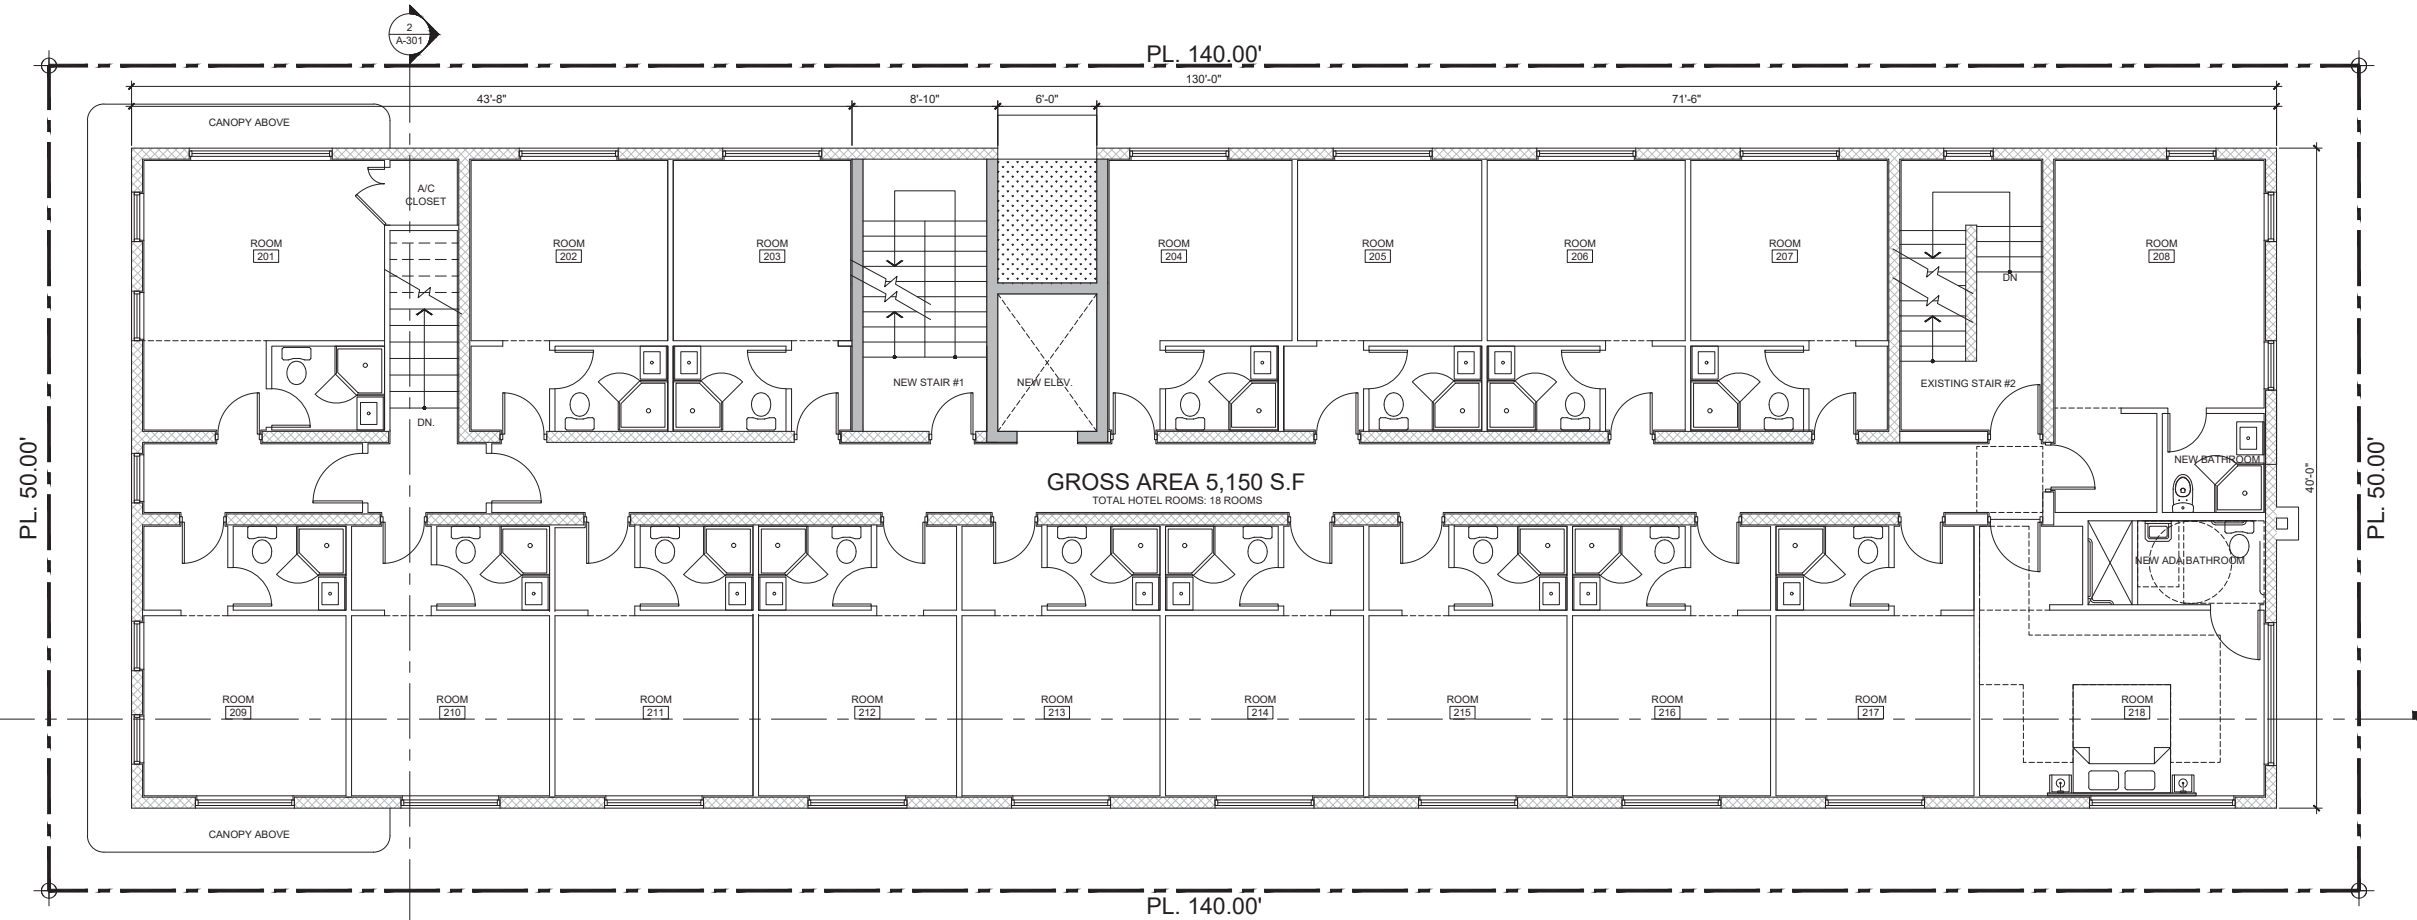 2
A-301
PL. 140.00'
130'-0"
43'-8"
8'-10"
6'-0"
71'-6"
CANOPY ABOVE
A/C
CLOSET
ROOM
201
ROOM
202
ROOM
203
ROOM
204
ROOM
205
ROOM
206
ROOM
207
ROOM
208
DN
NEW STAIR #1
NEW ELEV.
EXISTING STAIR #2
DN.
NEW BATHROOM
PL. 50.00'
GROSS AREA 5,150 S.F
TOTAL HOTEL ROOMS: 18 ROOMS
40'-0"
PL. 50.00'
NEW ADA BATHROOM
ROOM
209
ROOM
210
ROOM
211
ROOM
212
ROOM
213
ROOM
214
ROOM
215
ROOM
216
ROOM
217
ROOM
218
CANOPY ABOVE
PL. 140.00'